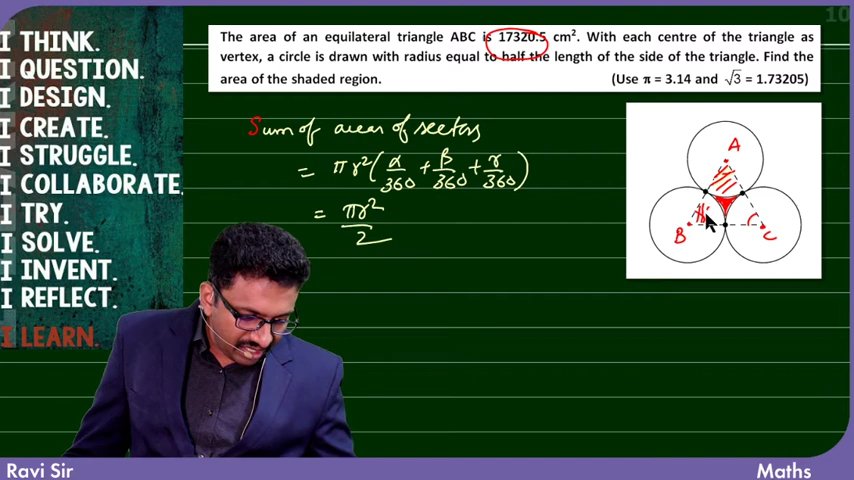 I THINK.
I QUESTION.
I DESIGN.
I CREATE.
I STRUGGLE.
I COLLABORATE.
I TRY.
I SOLVE.
I INVENT.
I REFLECT.
I LEARN.
10
The area of an equilateral triangle ABC is 17320.5 cm². With each centre of the triangle as
vertex, a circle is drawn with radius equal to half the length of the side of the triangle. Find the
area of the shaded region. (Use π = 3.14 and √3 = 1.73205)
Sum of area of sectors
= πr²(α/360 + β/360 + γ/360)
= πr²/2
A
B
C
Ravi Sir
Maths